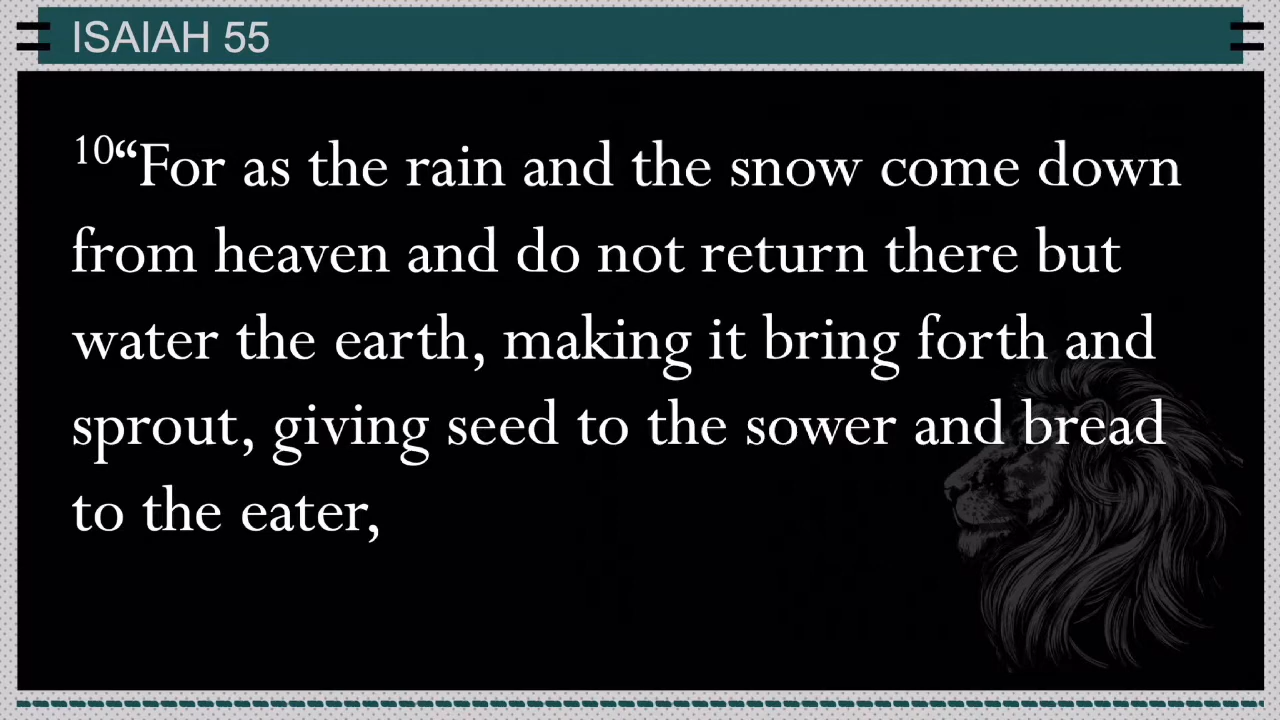 ISAIAH 55
10“For as the rain and the snow come down
from heaven and do not return there but
water the earth, making it bring forth and
sprout, giving seed to the sower and bread
to the eater,